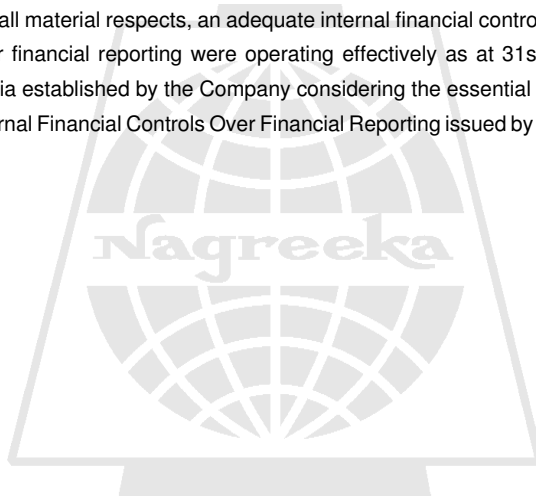 all material respects, an adequate internal financial contro
r financial reporting were operating effectively as at 31s
ia established by the Company considering the essential
rnal Financial Controls Over Financial Reporting issued by
Nagreeka